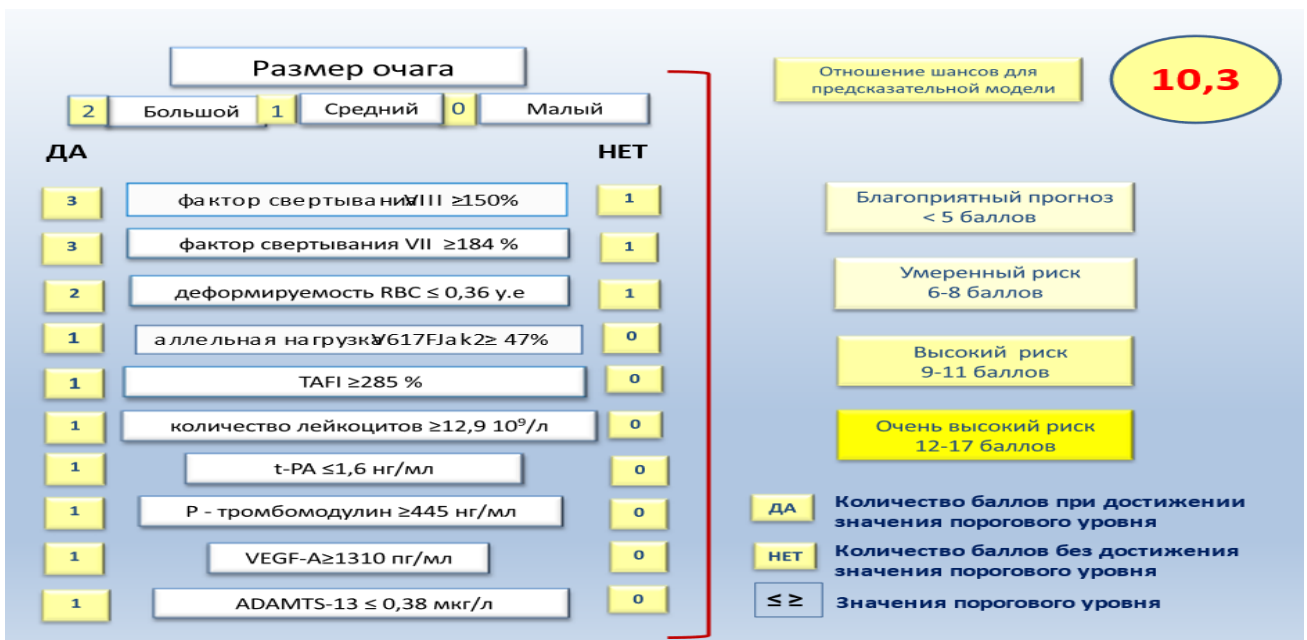 Размер очага
2 Большой 1 Средний 0 Малый
ДА НЕТ
3 фактор свертыванияVIII ≥150% 1
3 фактор свертывания VII ≥184 % 1
2 деформируемость RBC ≤ 0,36 у.е 1
1 аллельная нагрузкаV617FJak2≥ 47% 0
1 TAFI ≥285 % 0
1 количество лейкоцитов ≥12,9 10⁹/л 0
1 t-PA ≤1,6 нг/мл 0
1 Р - тромбомодулин ≥445 нг/мл 0
1 VEGF-A≥1310 пг/мл 0
1 ADAMTS-13 ≤ 0,38 мкг/л 0
Отношение шансов для
предсказательной модели
10,3
Благоприятный прогноз
< 5 баллов
Умеренный риск
6-8 баллов
Высокий риск
9-11 баллов
Очень высокий риск
12-17 баллов
ДА Количество баллов при достижении
значения порогового уровня
НЕТ Количество баллов без достижения
значения порогового уровня
≤ ≥ Значения порогового уровня